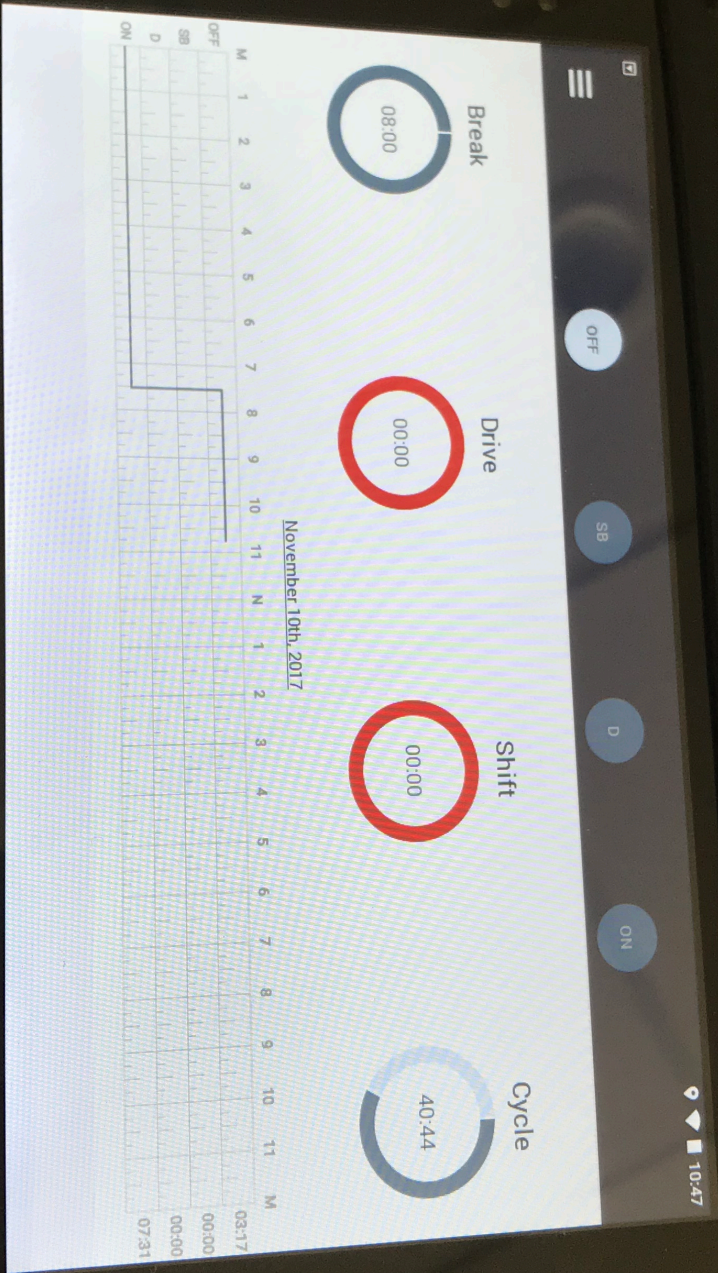 10:47
OFF SB D ON
Break Drive Shift Cycle
08:00 00:00 00:00 40:44
November 10th, 2017
M 1 2 3 4 5 6 7 8 9 10 11 N 1 2 3 4 5 6 7 8 9 10 11 M
OFF 03:17
SB 00:00
D 00:00
ON 07:31